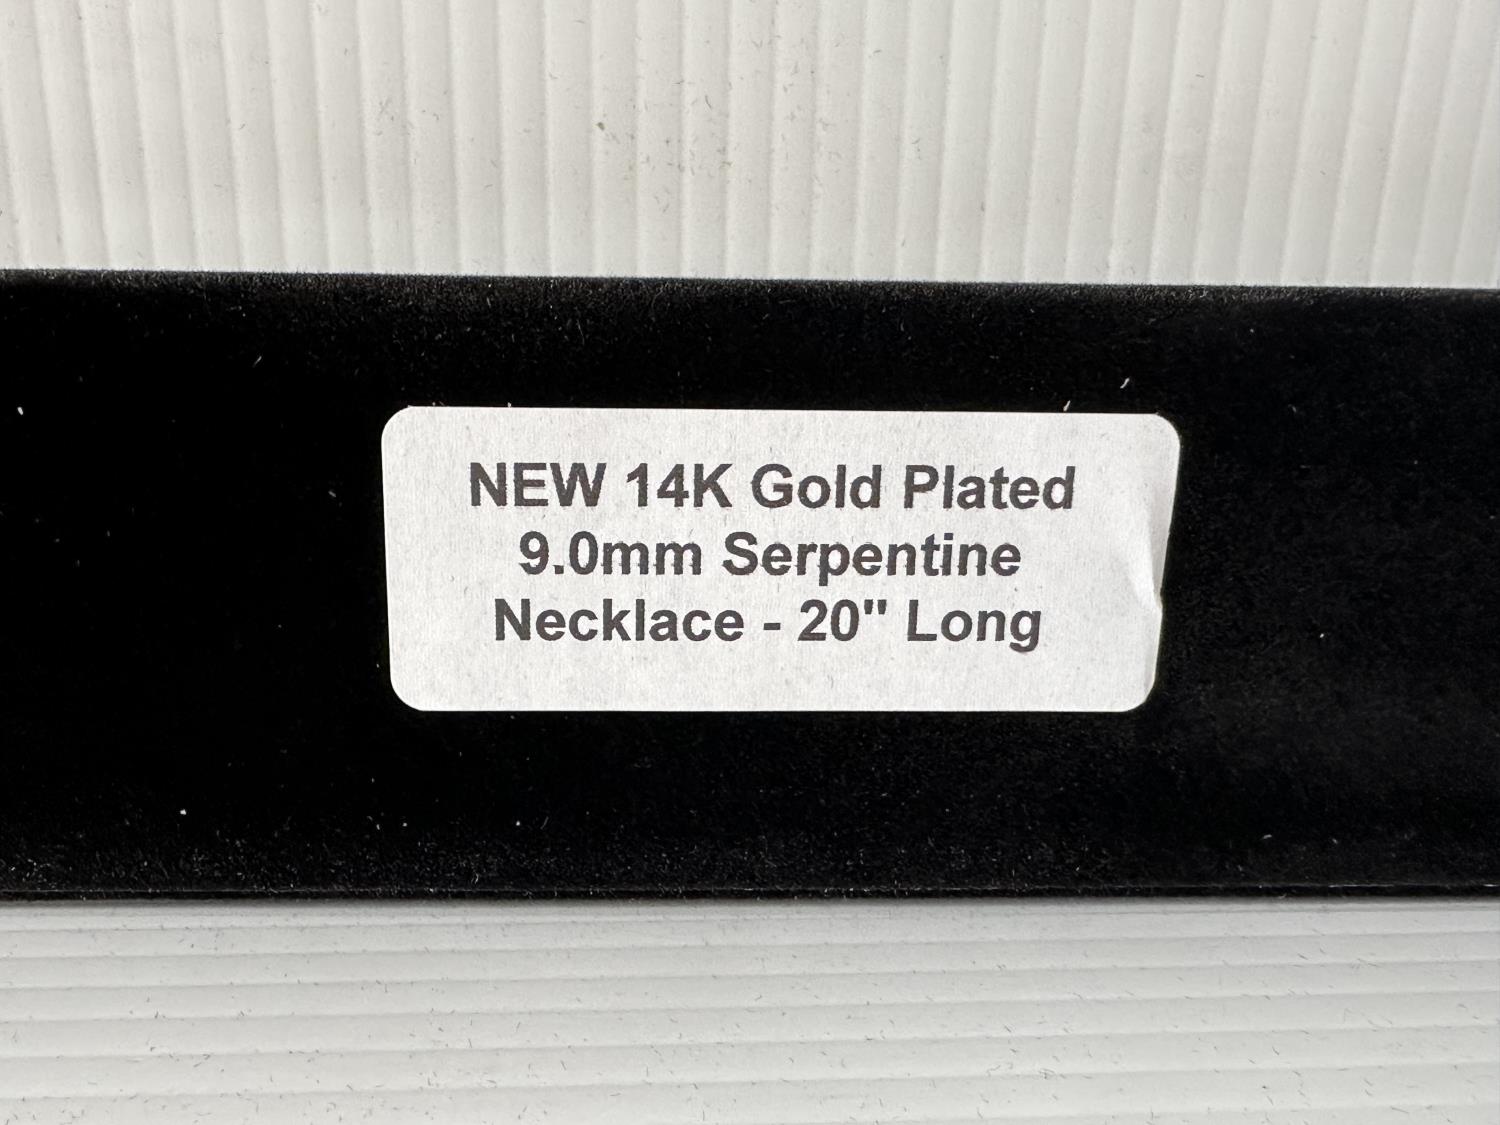 NEW 14K Gold Plated
9.0mm Serpentine
Necklace - 20" Long